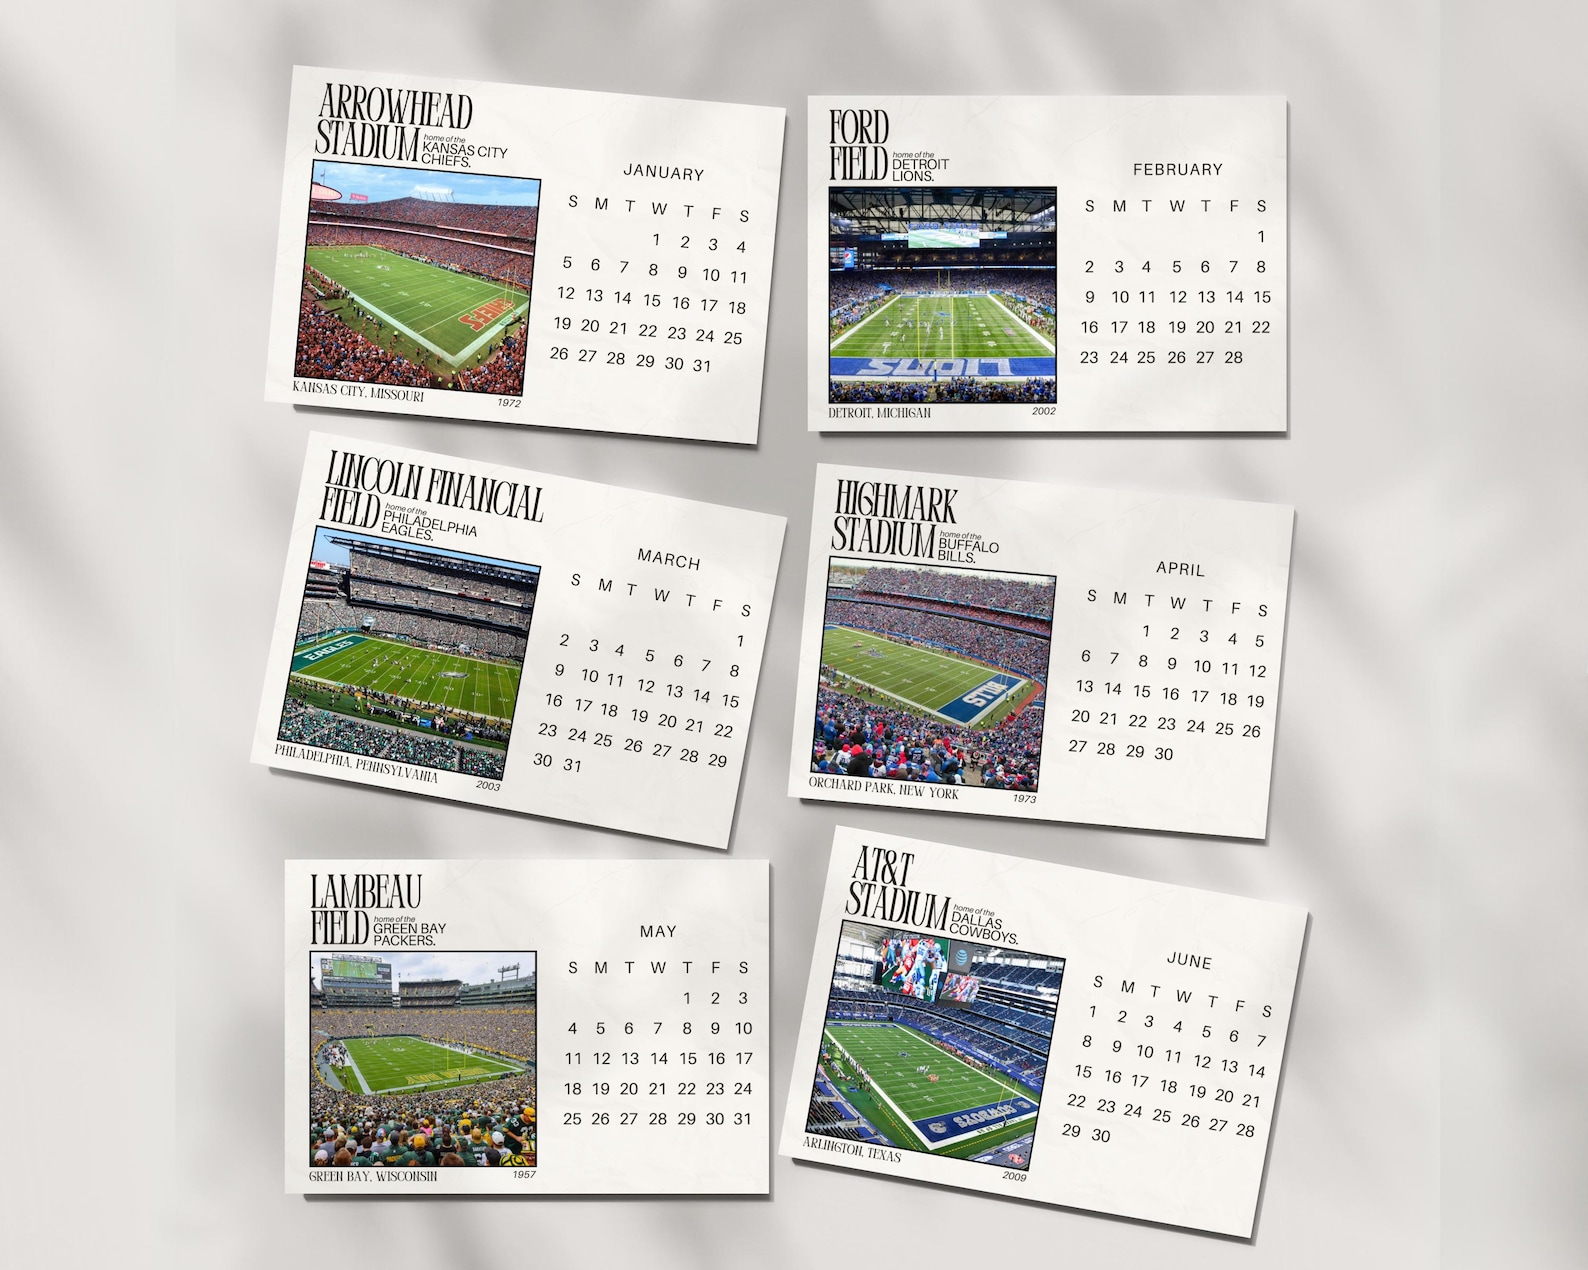 ARROWHEAD
STADIUM home of the
KANSAS CITY
CHIEFS.
KANSAS CITY, MISSOURI
1972
JANUARY
S M T W T F S
1 2 3 4
5 6 7 8 9 10 11
12 13 14 15 16 17 18
19 20 21 22 23 24 25
26 27 28 29 30 31
FORD
FIELD home of the
DETROIT
LIONS.
LIONS
DETROIT, MICHIGAN
2002
FEBRUARY
S M T W T F S
1
2 3 4 5 6 7 8
9 10 11 12 13 14 15
16 17 18 19 20 21 22
23 24 25 26 27 28
LINCOLN FINANCIAL
FIELD home of the
PHILADELPHIA
EAGLES.
EAGLES
PHILADELPHIA, PENNSYLVANIA
2003
MARCH
S M T W T F S
1
2 3 4 5 6 7 8
9 10 11 12 13 14 15
16 17 18 19 20 21 22
23 24 25 26 27 28 29
30 31
HIGHMARK
STADIUM home of the
BUFFALO
BILLS.
ORCHARD PARK, NEW YORK
1973
APRIL
S M T W T F S
1 2 3 4 5
6 7 8 9 10 11 12
13 14 15 16 17 18 19
20 21 22 23 24 25 26
27 28 29 30
LAMBEAU
FIELD home of the
GREEN BAY
PACKERS.
GREEN BAY, WISCONSIN
1957
MAY
S M T W T F S
1 2 3
4 5 6 7 8 9 10
11 12 13 14 15 16 17
18 19 20 21 22 23 24
25 26 27 28 29 30 31
AT&T
STADIUM home of the
DALLAS
COWBOYS.
COWBOYS
ARLINGTON, TEXAS
2009
JUNE
S M T W T F S
1 2 3 4 5 6 7
8 9 10 11 12 13 14
15 16 17 18 19 20 21
22 23 24 25 26 27 28
29 30